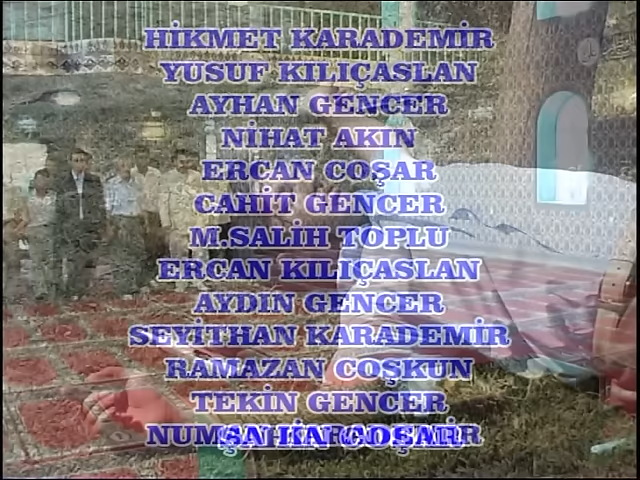 HİKMET KARADEMİR
YUSUF KILIÇASLAN
AYHAN GENCER
NİHAT AKIN
ERCAN COŞAR
CAHİT GENCER
M.SALİH TOPLU
ERCAN KILIÇASLAN
AYDIN GENCER
SEYİTHAN KARADEMİR
RAMAZAN COŞKUN
TEKİN GENCER